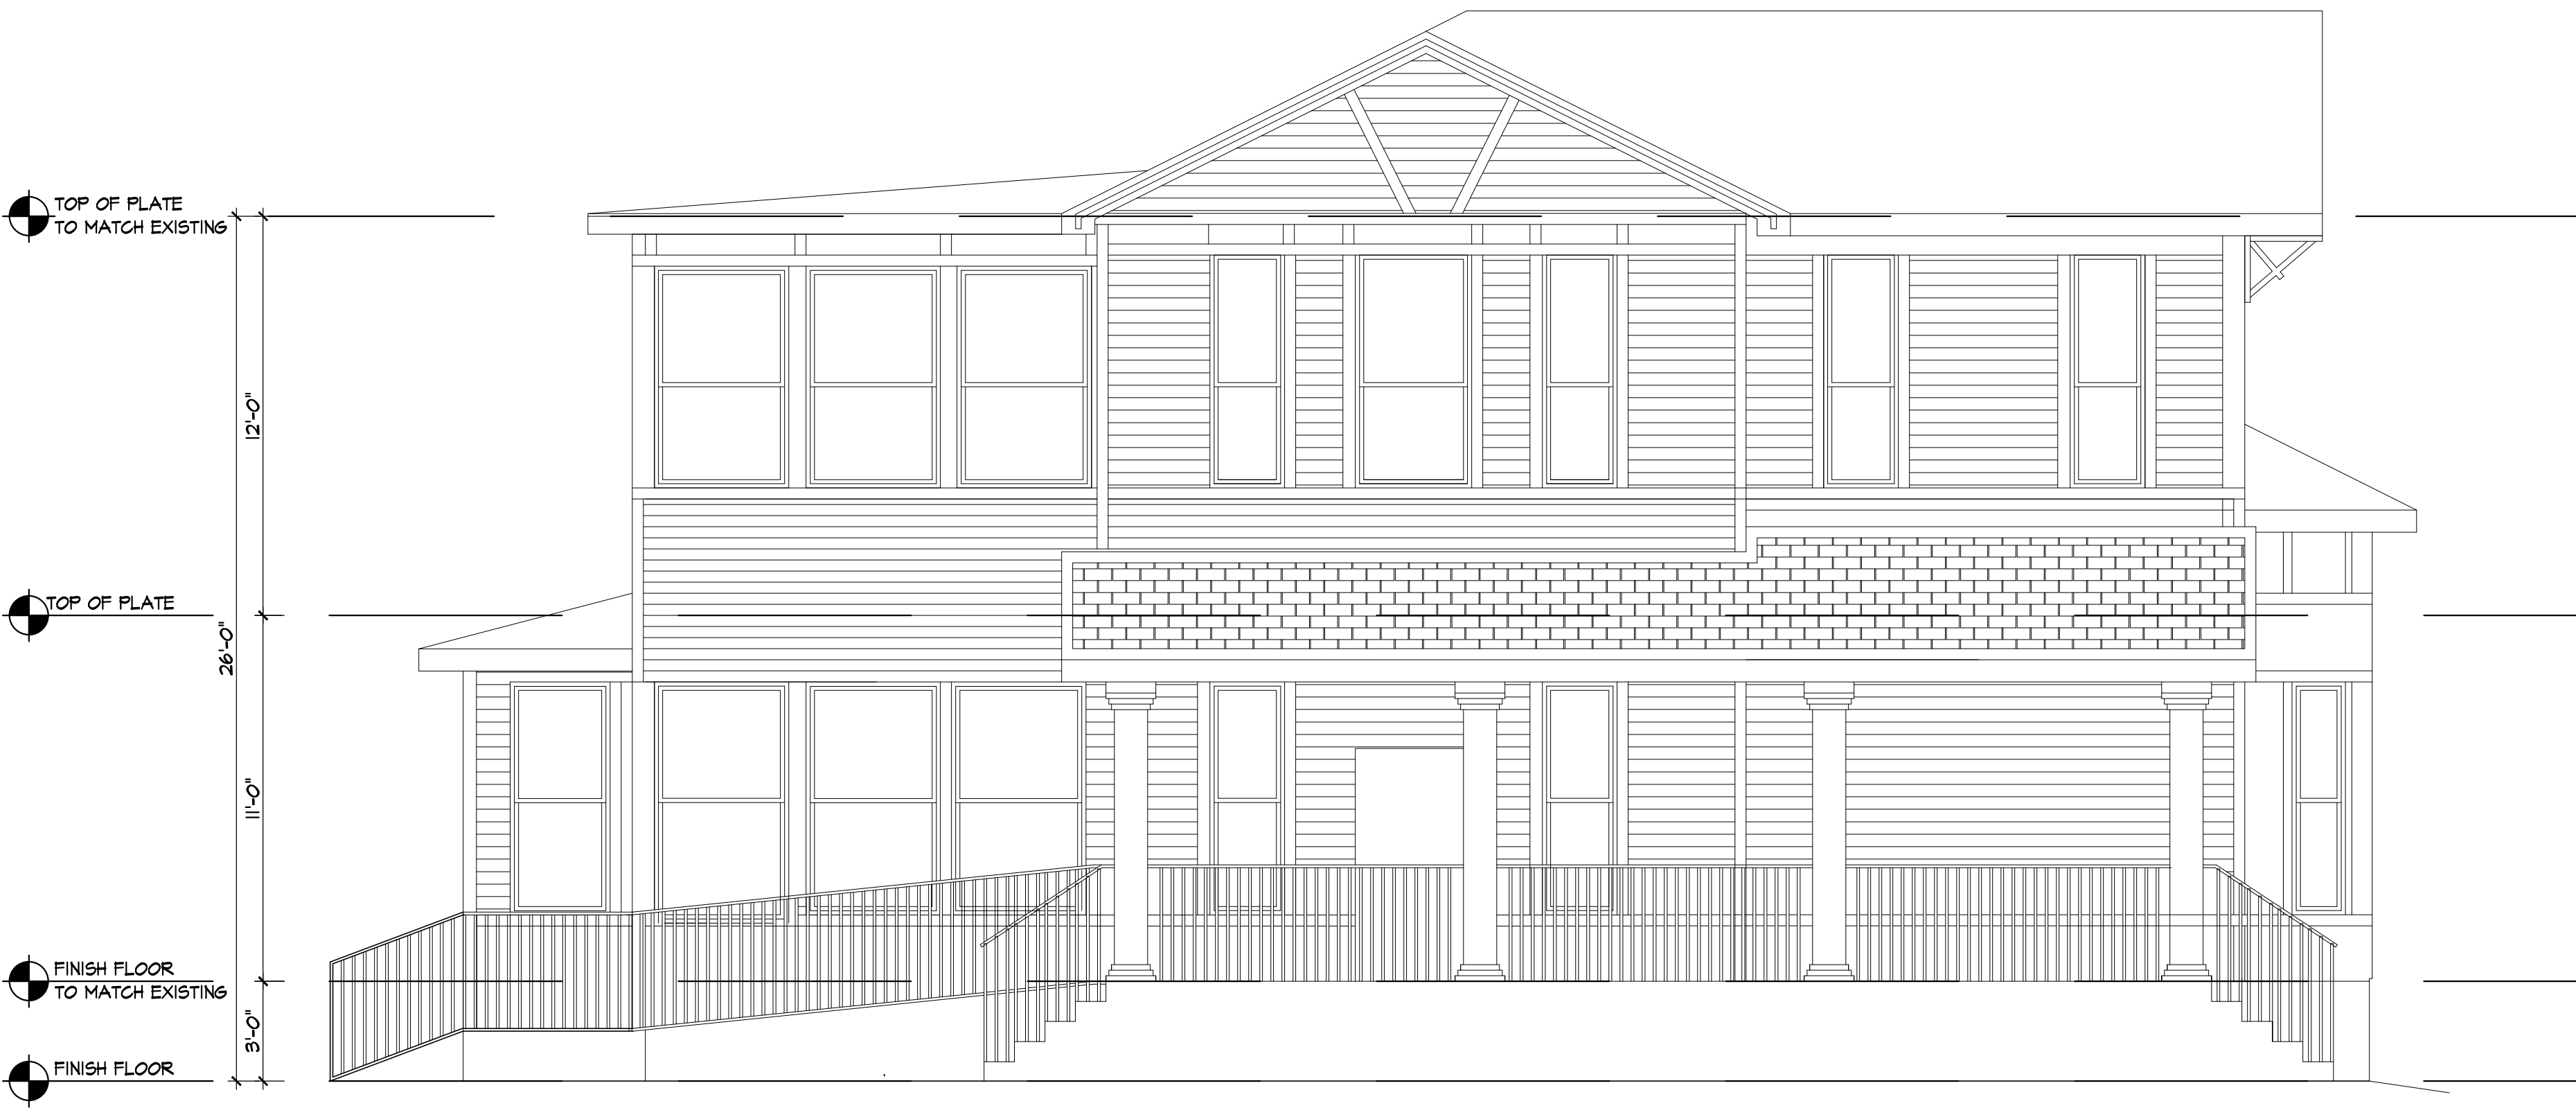 TOP OF PLATE
TO MATCH EXISTING
12'-0"
TOP OF PLATE
26'-0"
11'-0"
FINISH FLOOR
TO MATCH EXISTING
3'-0"
FINISH FLOOR